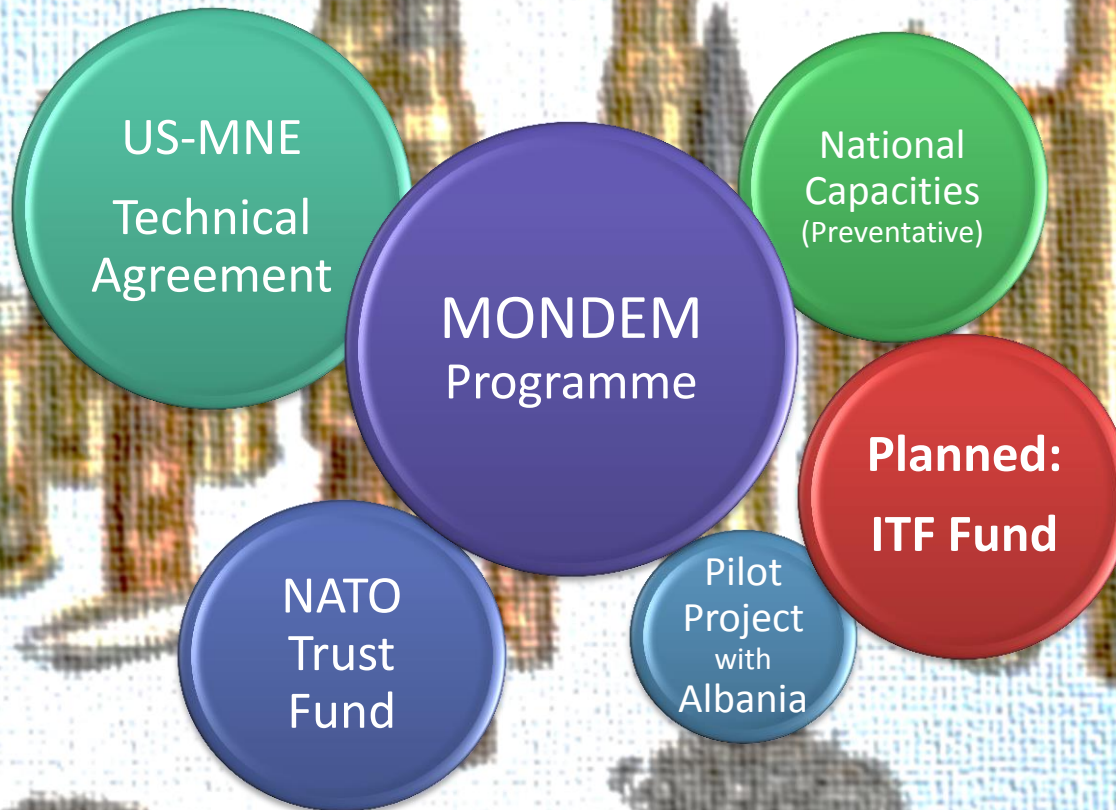 US-MNE
Technical
Agreement
National
Capacities
(Preventative)
MONDEM
Programme
Planned:
ITF Fund
NATO
Trust
Fund
Pilot
Project
with
Albania